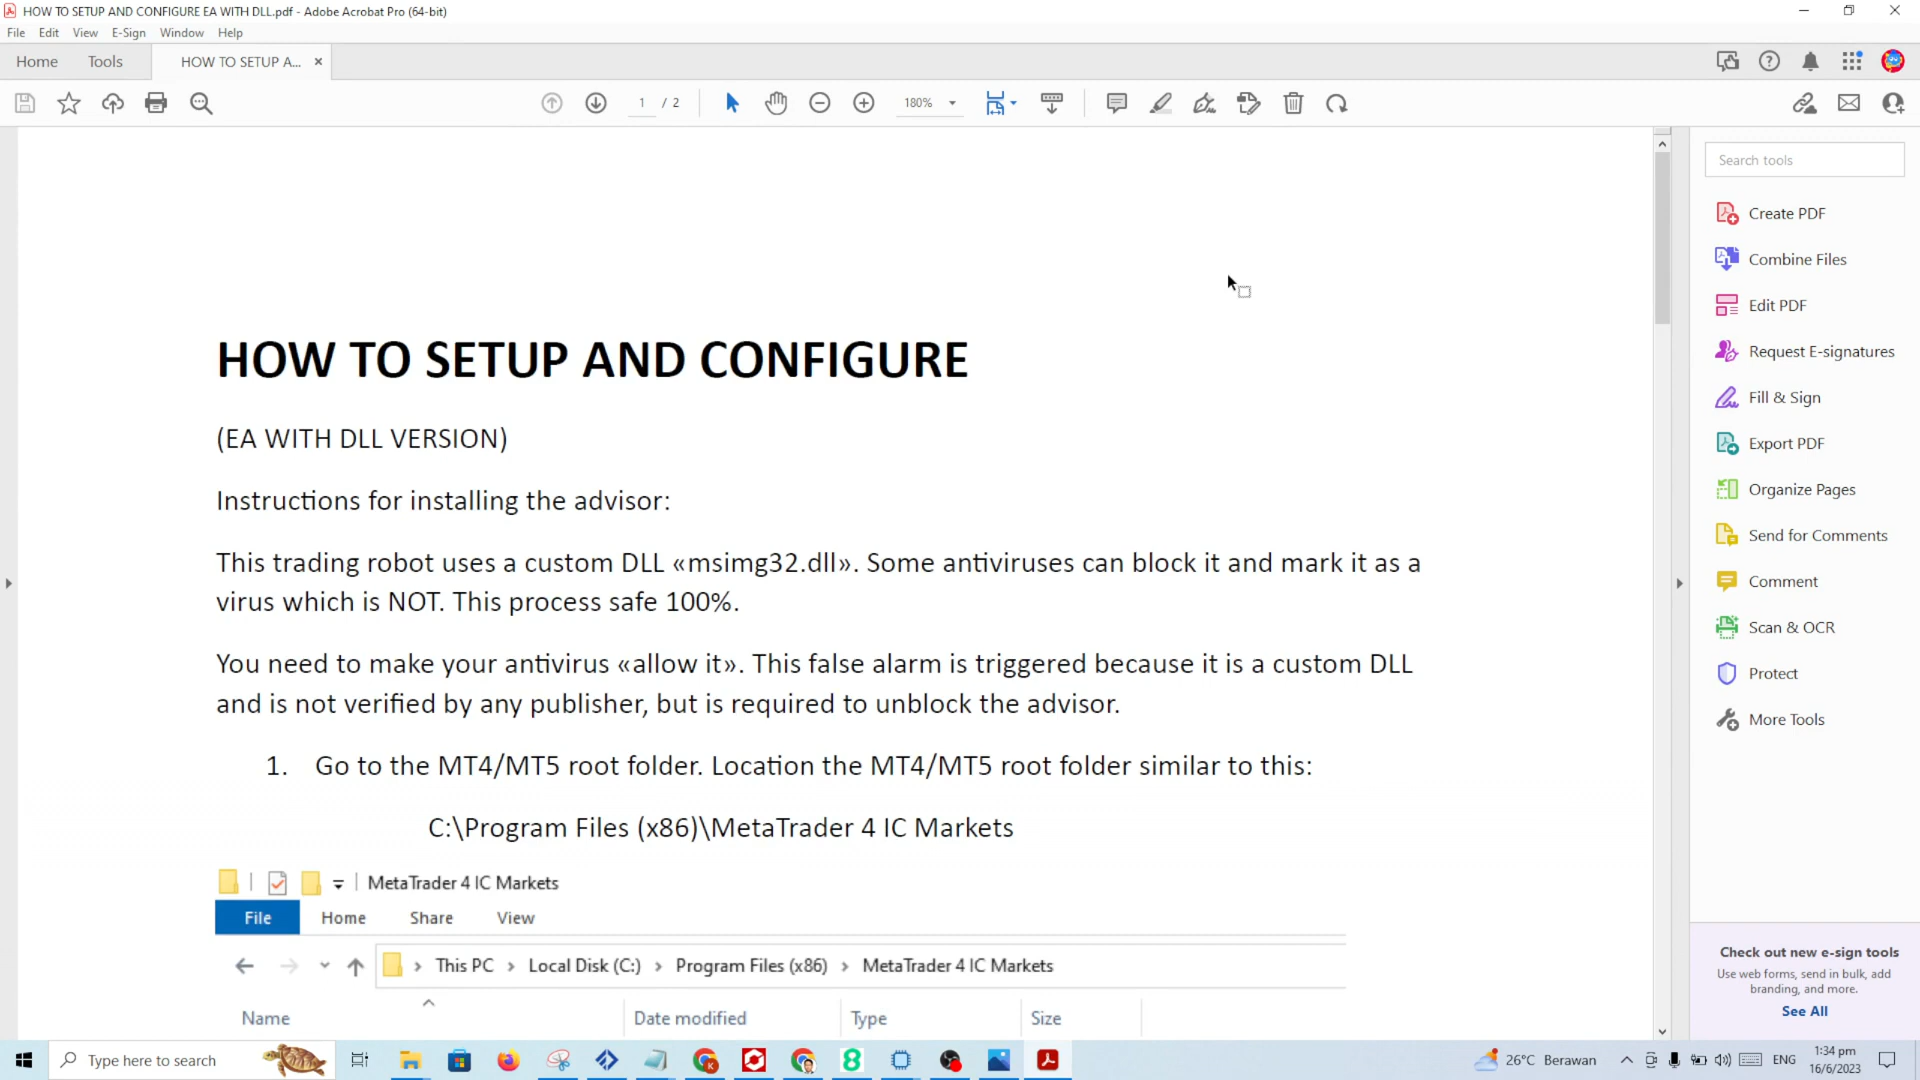 HOW TO SETUP AND CONFIGURE EA WITH DLL.pdf - Adobe Acrobat Pro (64-bit)
File Edit View E-Sign Window Help
Home Tools HOW TO SETUP A...
1 / 2 180%
Search tools
Create PDF
Combine Files
Edit PDF
Request E-signatures
Fill & Sign
Export PDF
Organize Pages
Send for Comments
Comment
Scan & OCR
Protect
More Tools
Check out new e-sign tools
Use web forms, send in bulk, add
branding, and more.
See All
HOW TO SETUP AND CONFIGURE
(EA WITH DLL VERSION)
Instructions for installing the advisor:
This trading robot uses a custom DLL «msimg32.dll». Some antiviruses can block it and mark it as a
virus which is NOT. This process safe 100%.
You need to make your antivirus «allow it». This false alarm is triggered because it is a custom DLL
and is not verified by any publisher, but is required to unblock the advisor.
1. Go to the MT4/MT5 root folder. Location the MT4/MT5 root folder similar to this:
C:\Program Files (x86)\MetaTrader 4 IC Markets
MetaTrader 4 IC Markets
File Home Share View
This PC > Local Disk (C:) > Program Files (x86) > MetaTrader 4 IC Markets
Name Date modified Type Size
Type here to search
26°C Berawan
ENG
1:34 pm
16/6/2023